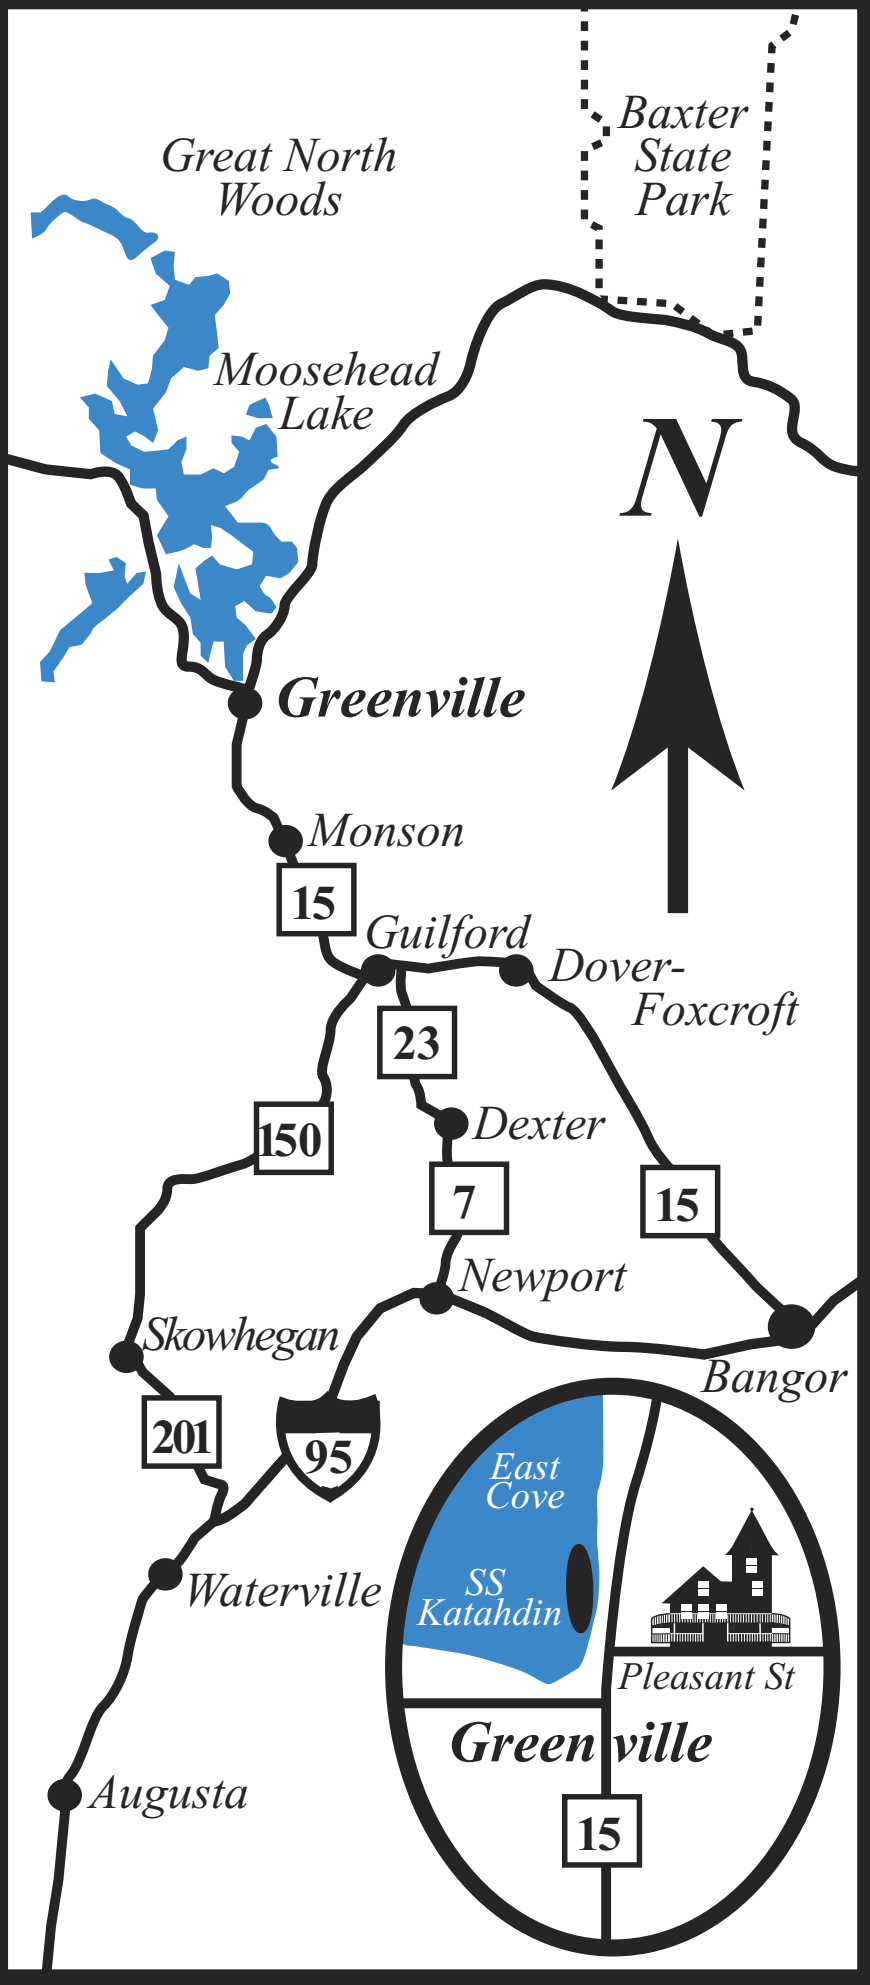 Great North
Woods
Baxter
State
Park
Moosehead
Lake
N
Greenville
Monson
15
Guilford
Dover-
Foxcroft
23
150
Dexter
7
15
Newport
Skowhegan
Bangor
201
95
Waterville
Augusta
East
Cove
SS
Katahdin
Pleasant St
Greenville
15